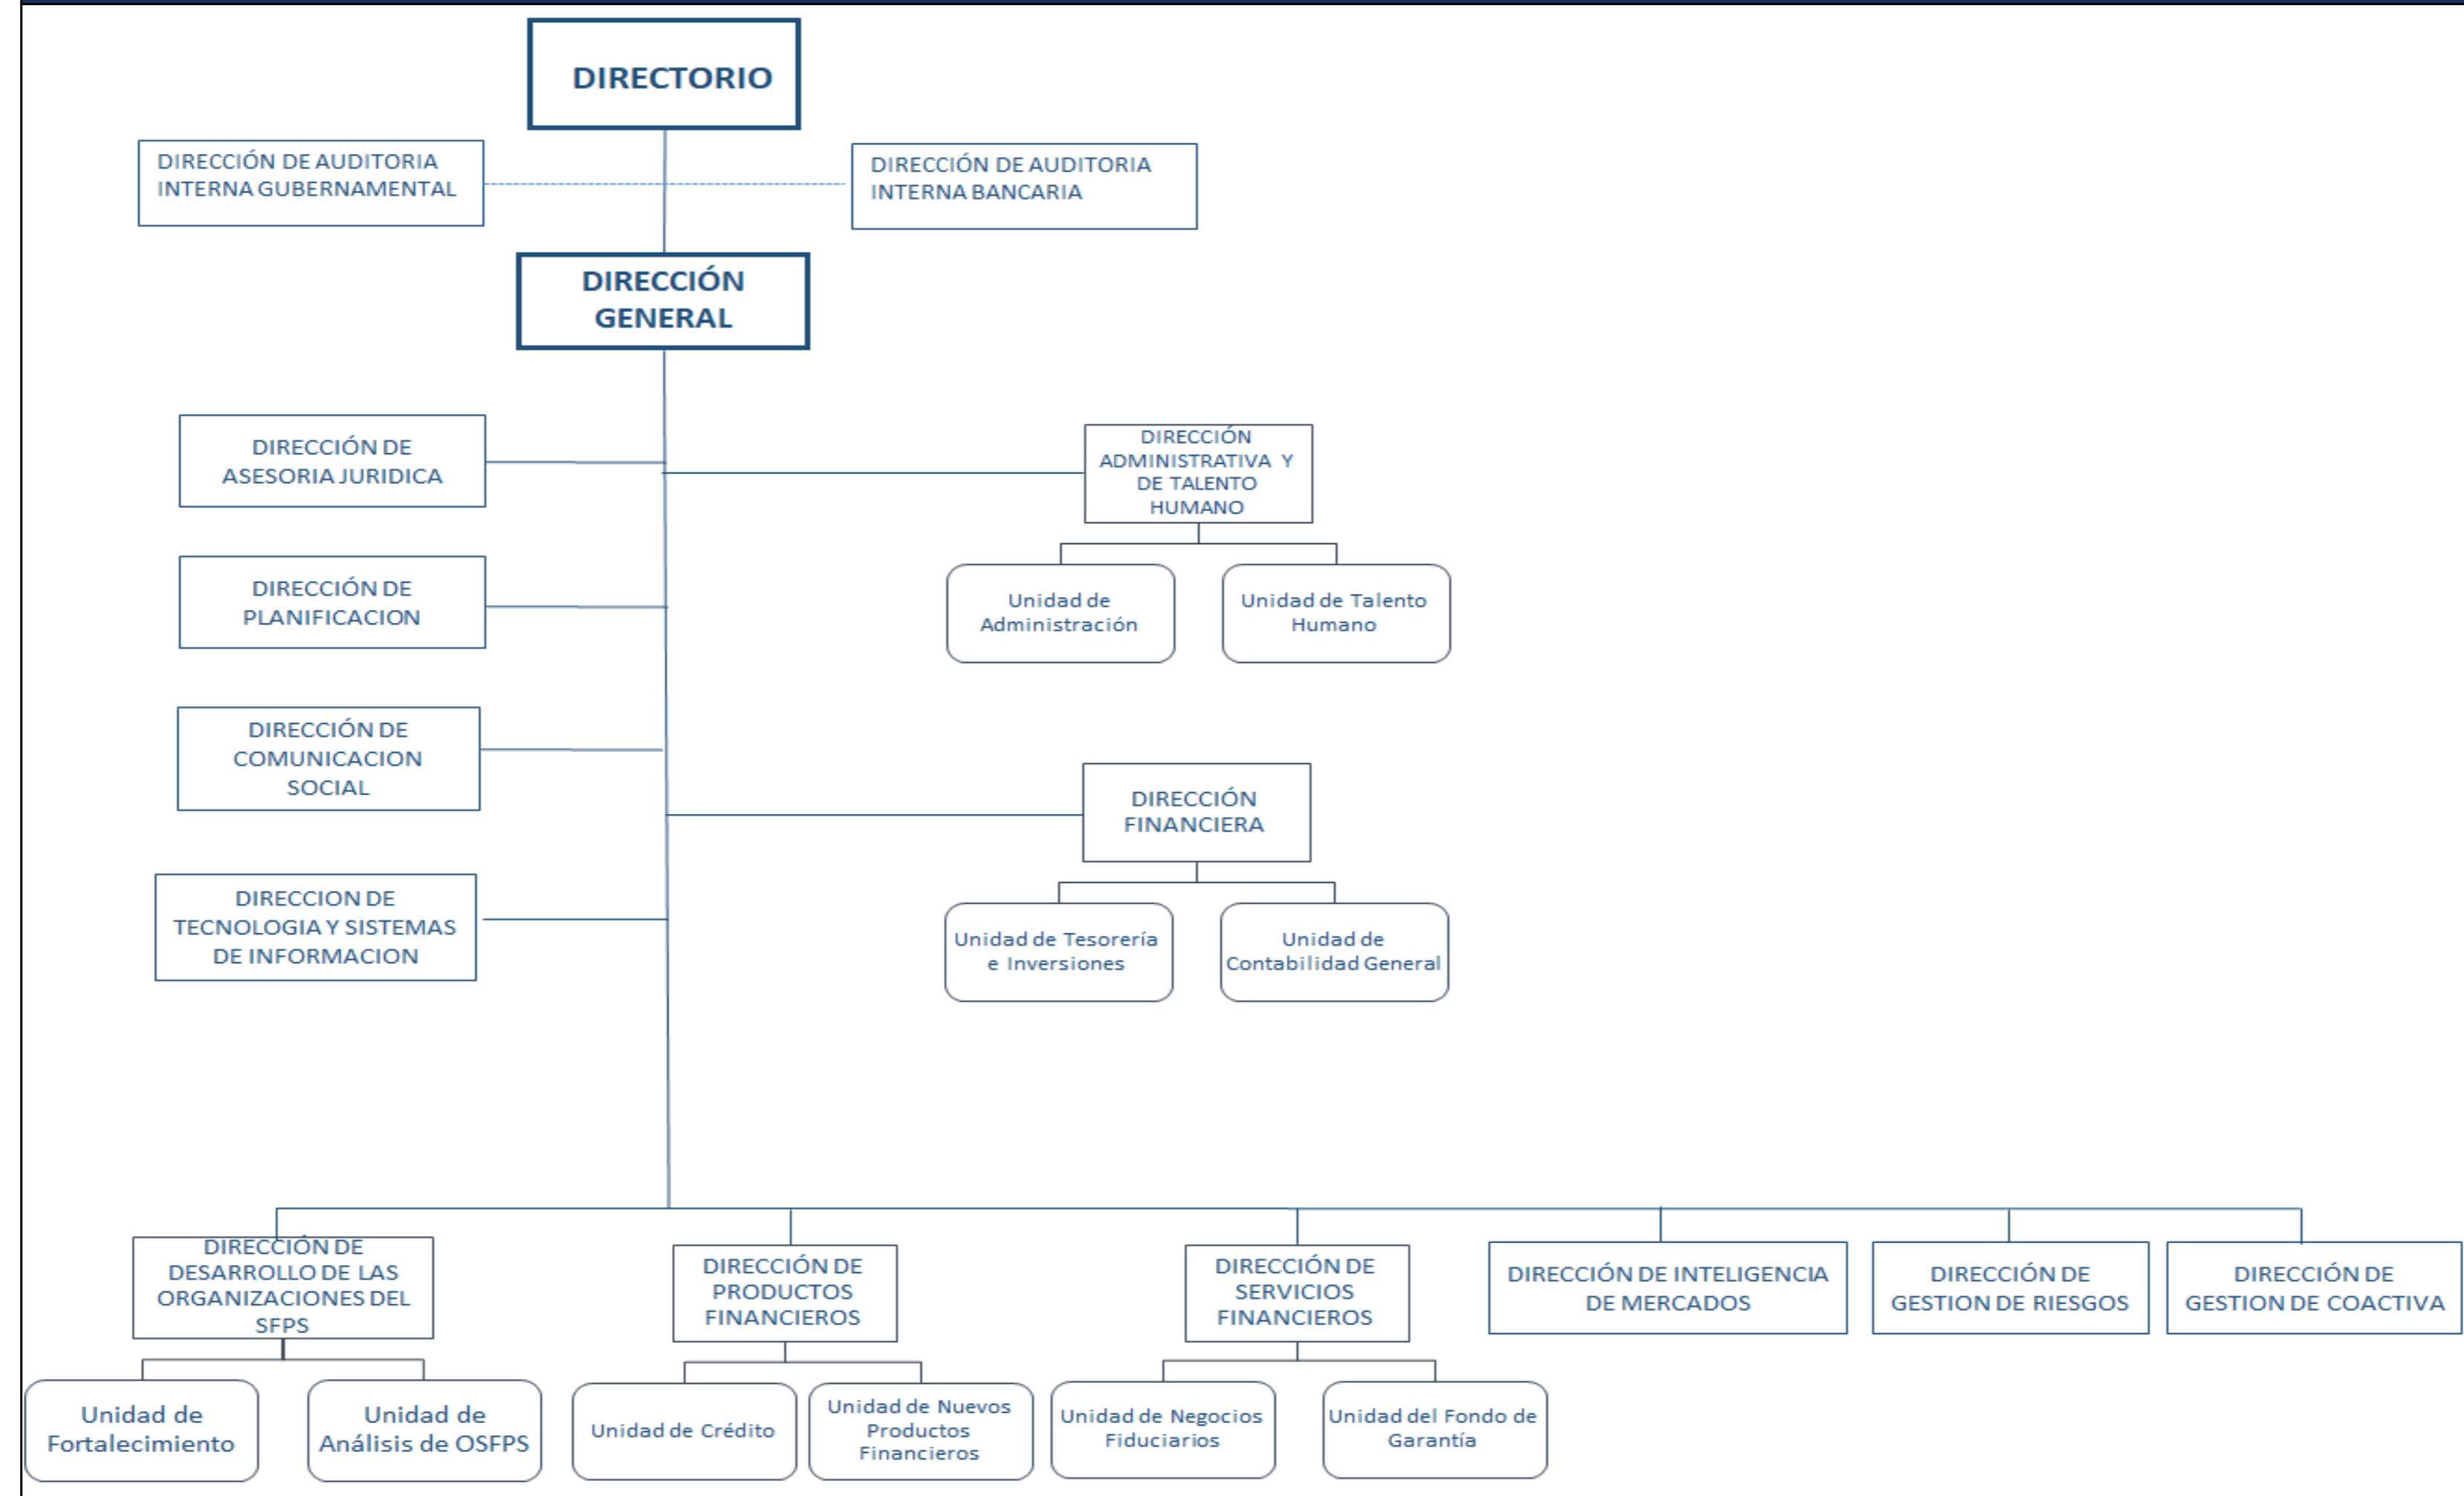 DIRECTORIO
DIRECCIÓN DE AUDITORIA
INTERNA GUBERNAMENTAL
DIRECCIÓN DE AUDITORIA
INTERNA BANCARIA
DIRECCIÓN
GENERAL
DIRECCIÓN DE
ASESORIA JURIDICA
DIRECCIÓN
ADMINISTRATIVA Y
DE TALENTO
HUMANO
DIRECCIÓN DE
PLANIFICACION
Unidad de
Administración
Unidad de Talento
Humano
DIRECCIÓN DE
COMUNICACION
SOCIAL
DIRECCIÓN
FINANCIERA
DIRECCION DE
TECNOLOGIA Y SISTEMAS
DE INFORMACION
Unidad de Tesorería
e Inversiones
Unidad de
Contabilidad General
DIRECCIÓN DE
DESARROLLO DE LAS
ORGANIZACIONES DEL
SFPS
DIRECCIÓN DE
PRODUCTOS
FINANCIEROS
DIRECCIÓN DE
SERVICIOS
FINANCIEROS
DIRECCIÓN DE INTELIGENCIA
DE MERCADOS
DIRECCIÓN DE
GESTION DE RIESGOS
DIRECCIÓN DE
GESTION DE COACTIVA
Unidad de
Fortalecimiento
Unidad de
Análisis de OSFPS
Unidad de Crédito
Unidad de Nuevos
Productos
Financieros
Unidad de Negocios
Fiduciarios
Unidad del Fondo de
Garantía